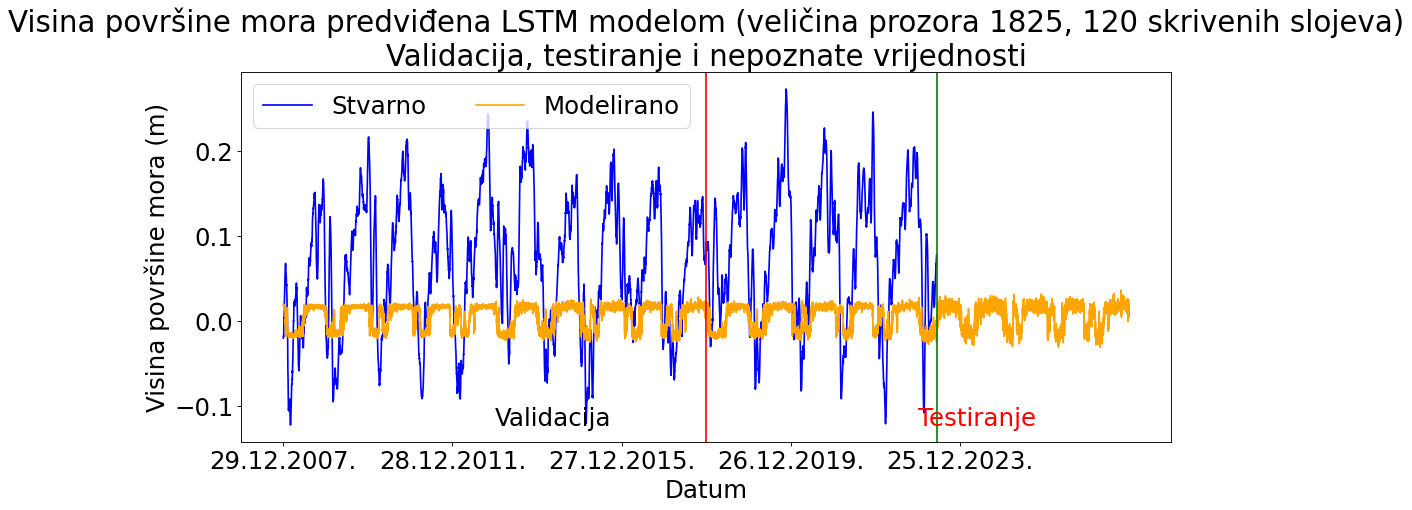 Visina površine mora predviđena LSTM modelom (veličina prozora 1825, 120 skrivenih slojeva)
Validacija, testiranje i nepoznate vrijednosti
Stvarno
Modelirano
Visina površine mora (m)
0.2
0.1
0.0
−0.1
Validacija
Testiranje
29.12.2007.
28.12.2011.
27.12.2015.
26.12.2019.
25.12.2023.
Datum